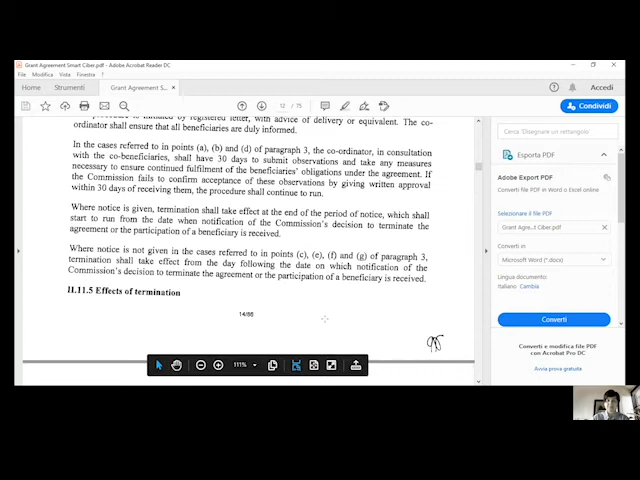 Grant Agreement Smart Ciber.pdf - Adobe Acrobat Reader DC
File Modifica Vista Finestra ?
Home Strumenti Grant Agreement S... × Accedi
12 / 75 Condividi
procedure is initiated by registered letter, with advice of delivery or equivalent. The co-
ordinator shall ensure that all beneficiaries are duly informed.
In the cases referred to in points (a), (b) and (d) of paragraph 3, the co-ordinator, in consultation
with the co-beneficiaries, shall have 30 days to submit observations and take any measures
necessary to ensure continued fulfilment of the beneficiaries' obligations under the agreement. If
the Commission fails to confirm acceptance of these observations by giving written approval
within 30 days of receiving them, the procedure shall continue to run.
Where notice is given, termination shall take effect at the end of the period of notice, which shall
start to run from the date when notification of the Commission's decision to terminate the
agreement or the participation of a beneficiary is received.
Where notice is not given in the cases referred to in points (c), (e), (f) and (g) of paragraph 3,
termination shall take effect from the day following the date on which notification of the
Commission's decision to terminate the agreement or the participation of a beneficiary is received.
II.11.5 Effects of termination
14/86
111%
Cerca 'Disegna un rettangolo'
Esporta PDF
Adobe Export PDF
Converti file PDF in Word o Excel online
Selezionare il file PDF
Grant Agre...t Ciber.pdf ×
Converti in
Microsoft Word (*.docx)
Lingua documento:
Italiano Cambia
Converti
Converti e modifica file PDF
con Acrobat Pro DC
Avvia prova gratuita